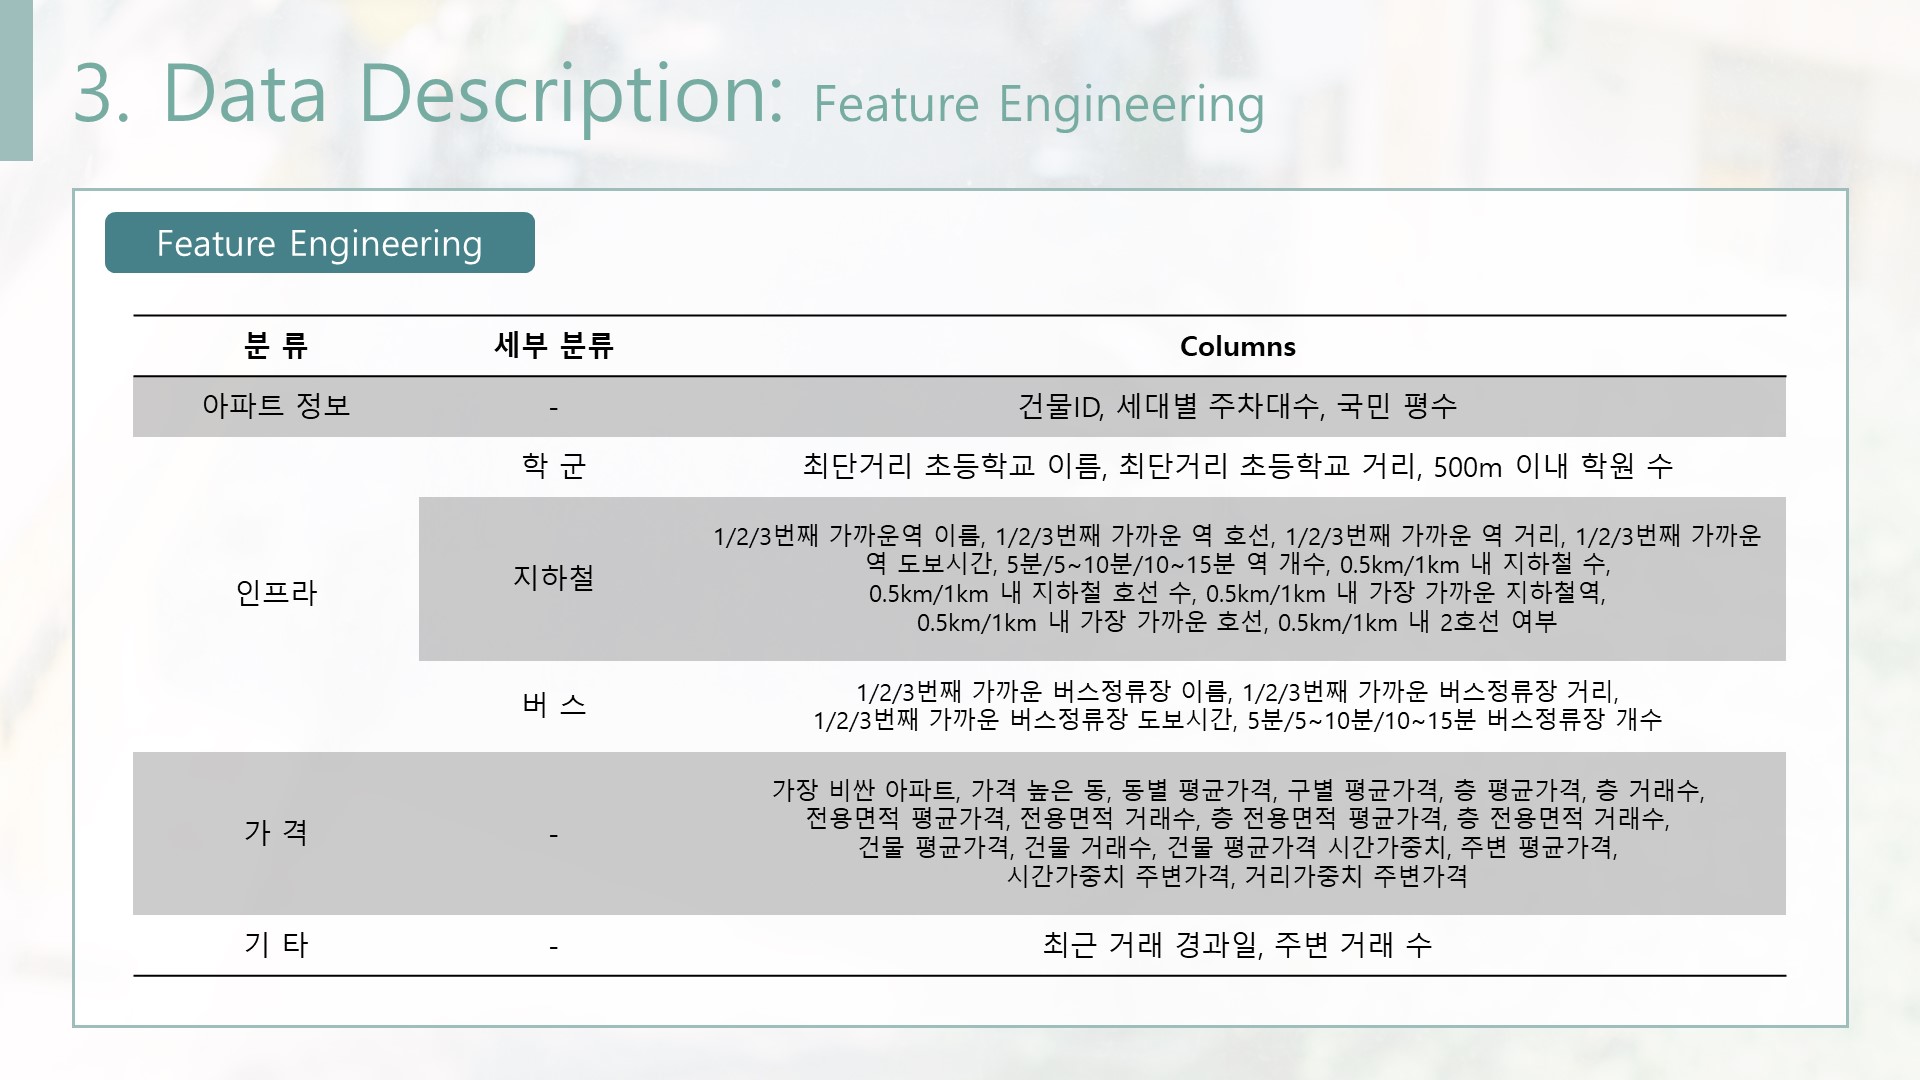 3. Data Description: Feature Engineering
Feature Engineering
분 류 세부 분류 Columns
아파트 정보 - 건물ID, 세대별 주차대수, 국민 평수
인프라
학 군 최단거리 초등학교 이름, 최단거리 초등학교 거리, 500m 이내 학원 수
지하철
1/2/3번째 가까운역 이름, 1/2/3번째 가까운 역 호선, 1/2/3번째 가까운 역 거리, 1/2/3번째 가까운
역 도보시간, 5분/5~10분/10~15분 역 개수, 0.5km/1km 내 지하철 수,
0.5km/1km 내 지하철 호선 수, 0.5km/1km 내 가장 가까운 지하철역,
0.5km/1km 내 가장 가까운 호선, 0.5km/1km 내 2호선 여부
버 스
1/2/3번째 가까운 버스정류장 이름, 1/2/3번째 가까운 버스정류장 거리,
1/2/3번째 가까운 버스정류장 도보시간, 5분/5~10분/10~15분 버스정류장 개수
가 격 -
가장 비싼 아파트, 가격 높은 동, 동별 평균가격, 구별 평균가격, 층 평균가격, 층 거래수,
전용면적 평균가격, 전용면적 거래수, 층 전용면적 평균가격, 층 전용면적 거래수,
건물 평균가격, 건물 거래수, 건물 평균가격 시간가중치, 주변 평균가격,
시간가중치 주변가격, 거리가중치 주변가격
기 타 - 최근 거래 경과일, 주변 거래 수